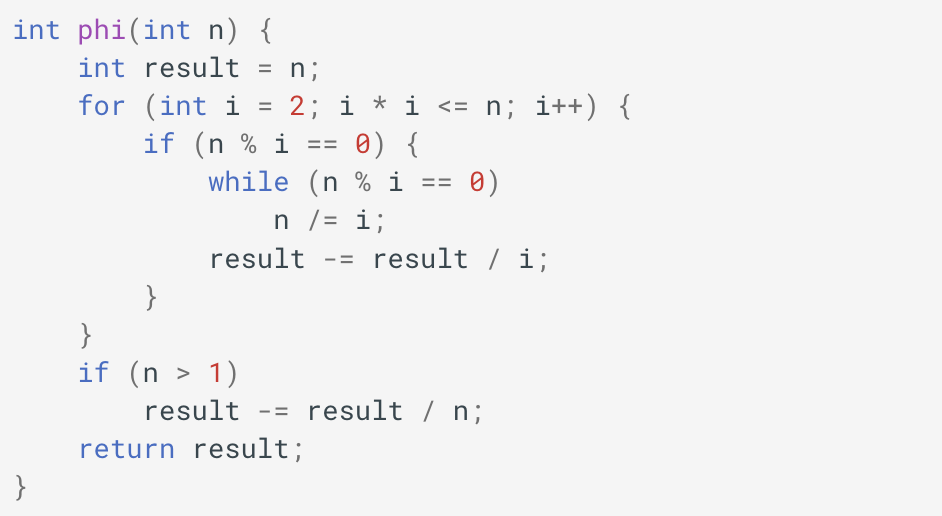 int phi(int n) {
    int result = n;
    for (int i = 2; i * i <= n; i++) {
        if (n % i == 0) {
            while (n % i == 0)
                n /= i;
            result -= result / i;
        }
    }
    if (n > 1)
        result -= result / n;
    return result;
}